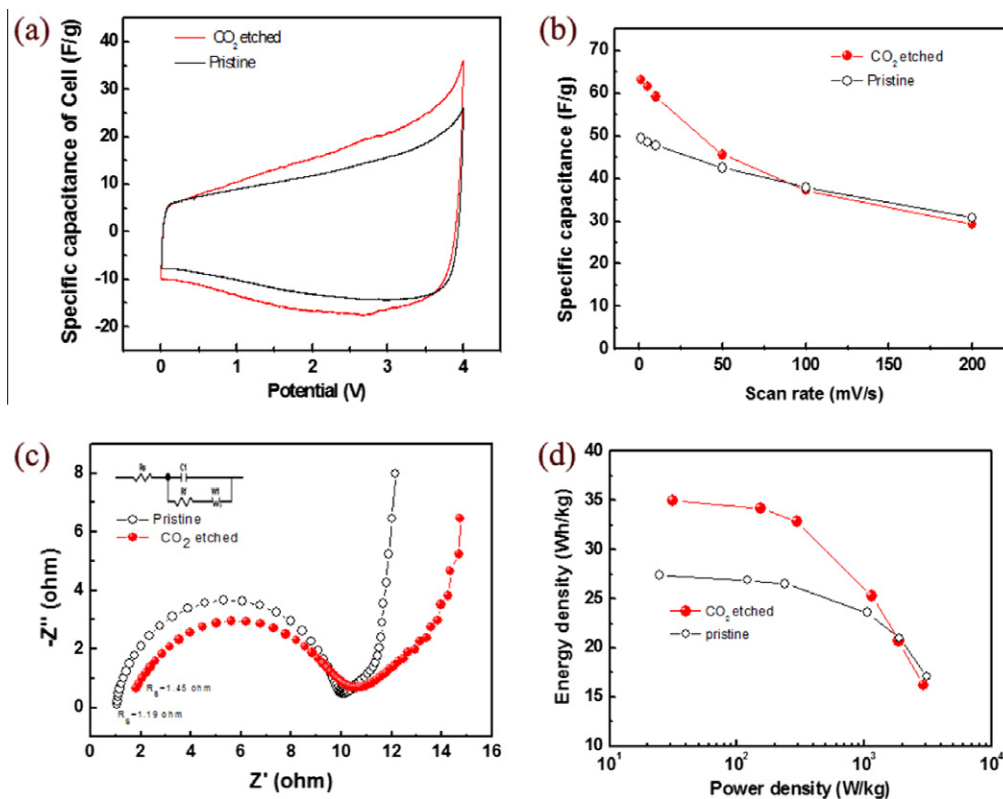 (a)
CO2 etched
Pristine
Specific capacitance of Cell (F/g)
40
30
20
10
0
-10
-20
0
1
2
3
4
Potential (V)
(b)
CO2 etched
Pristine
Specific capacitance (F/g)
70
60
50
40
30
20
10
0
0
50
100
150
200
Scan rate (mV/s)
(c)
Rs
C1
Pristine
CO2 etched
-Z'' (ohm)
8
6
4
2
0
RS=1.45 ohm
RS=1.19 ohm
0
2
4
6
8
10
12
14
16
Z' (ohm)
(d)
CO2 etched
pristine
Energy density (Wh/kg)
40
35
30
25
20
15
10
10^1
10^2
10^3
10^4
Power density (W/kg)